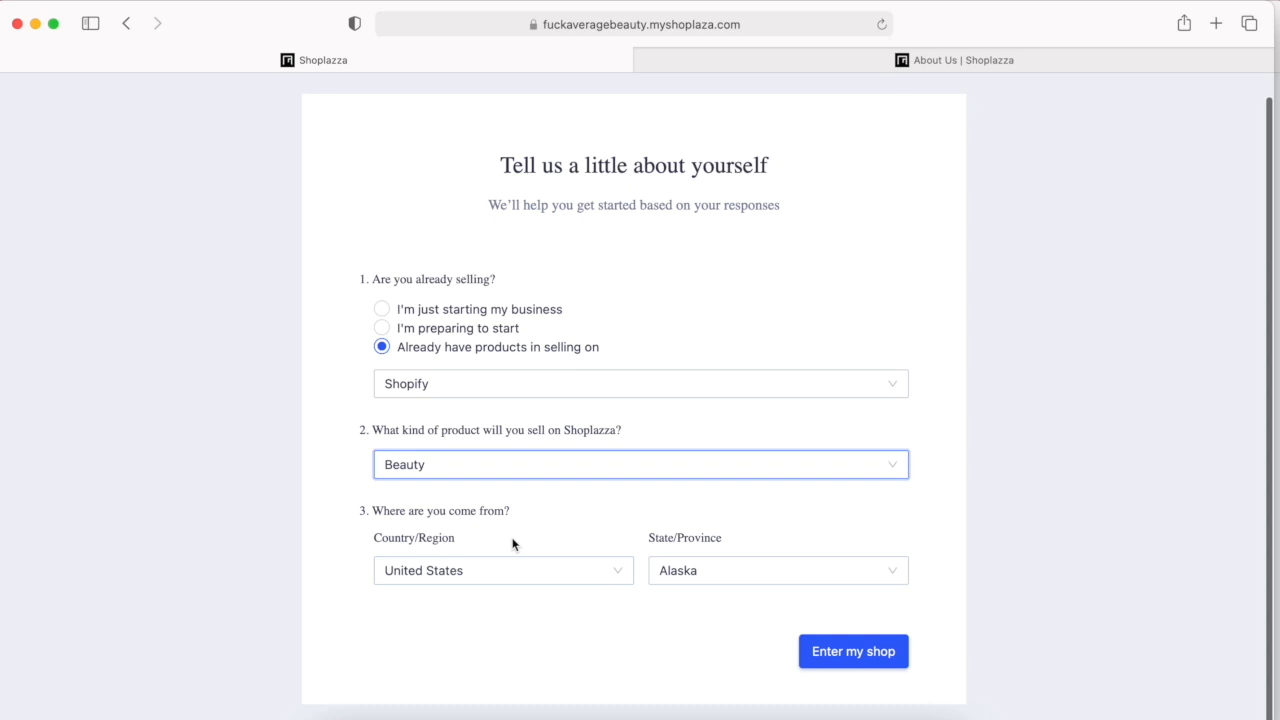 fuckaveragebeauty.myshoplaza.com
Shoplazza
About Us | Shoplazza
Tell us a little about yourself
We'll help you get started based on your responses
1. Are you already selling?
I'm just starting my business
I'm preparing to start
Already have products in selling on
Shopify
2. What kind of product will you sell on Shoplazza?
Beauty
3. Where are you come from?
Country/Region State/Province
United States Alaska
Enter my shop